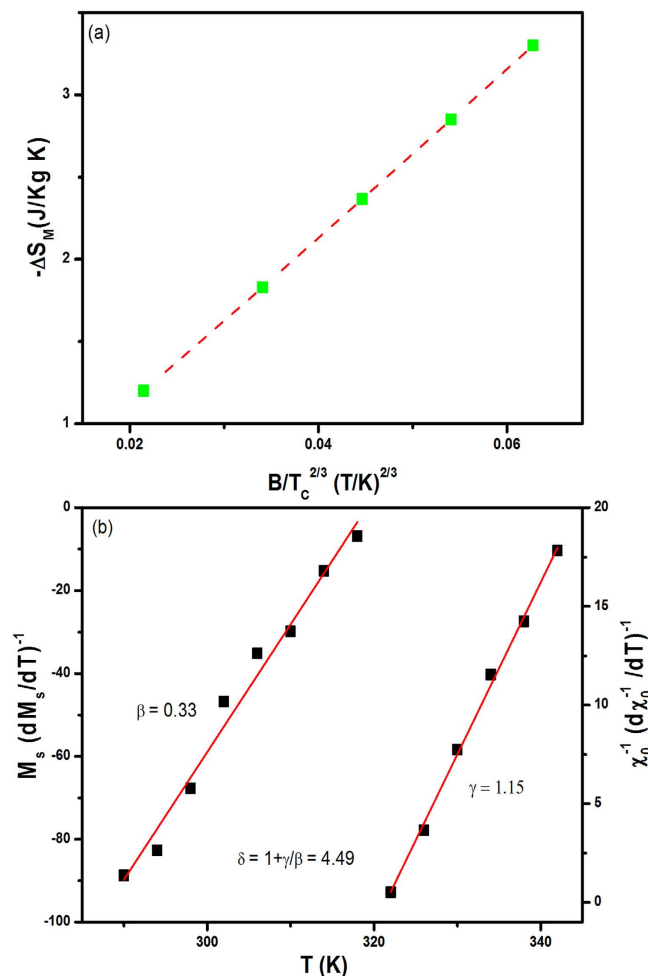 (a)
3
2
1
-ΔS_M(J/Kg K)
0.02 0.04 0.06
B/T_C^{2/3} (T/K)^{2/3}
(b)
0
-20
-40
-60
-80
-100
M_s (dM_s/dT)^{-1}
20
15
10
5
0
χ_0^{-1} (dχ_0^{-1}/dT)^{-1}
β = 0.33
γ = 1.15
δ = 1+γ/β = 4.49
300 320 340
T (K)